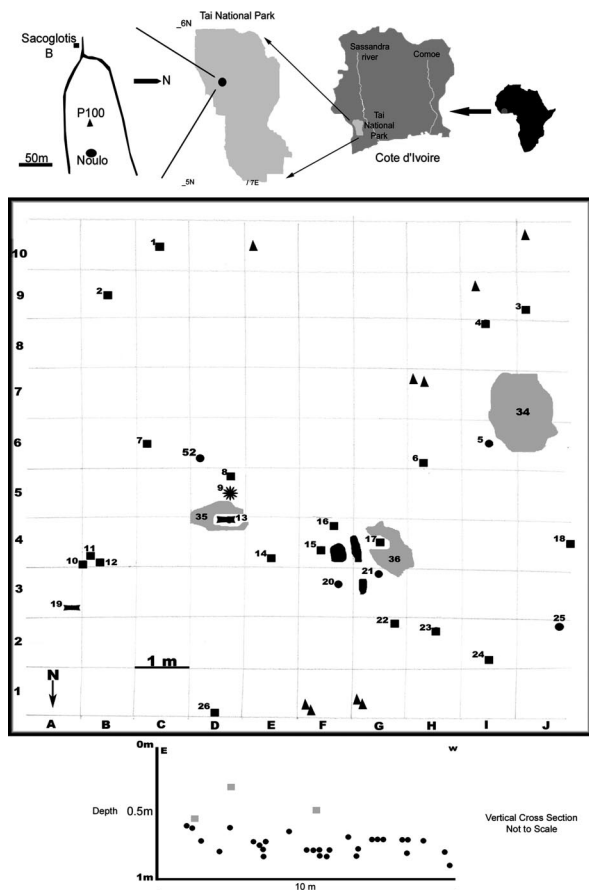 Tai National Park
_6N
Sacoglotis
B
N
P100
50m
Noulo
_5N
/ 7E
Sassandra
river
Comoe
Tai
National
Park
Cote d'Ivoire
10
9
8
7
6
5
4
3
2
1
1
2
3
4
34
5
6
7
52
8
9
35
13
16
15
14
17
36
18
11
10
12
21
20
19
22
23
24
25
1 m
N
26
A
B
C
D
E
F
G
H
I
J
0m
E
w
Depth
0.5m
1m
10 m
Vertical Cross Section
Not to Scale